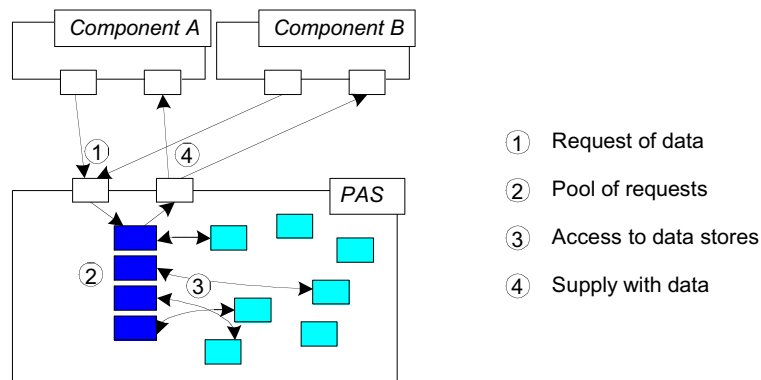 Component A
Component B
1
4
PAS
2
3
1 Request of data
2 Pool of requests
3 Access to data stores
4 Supply with data